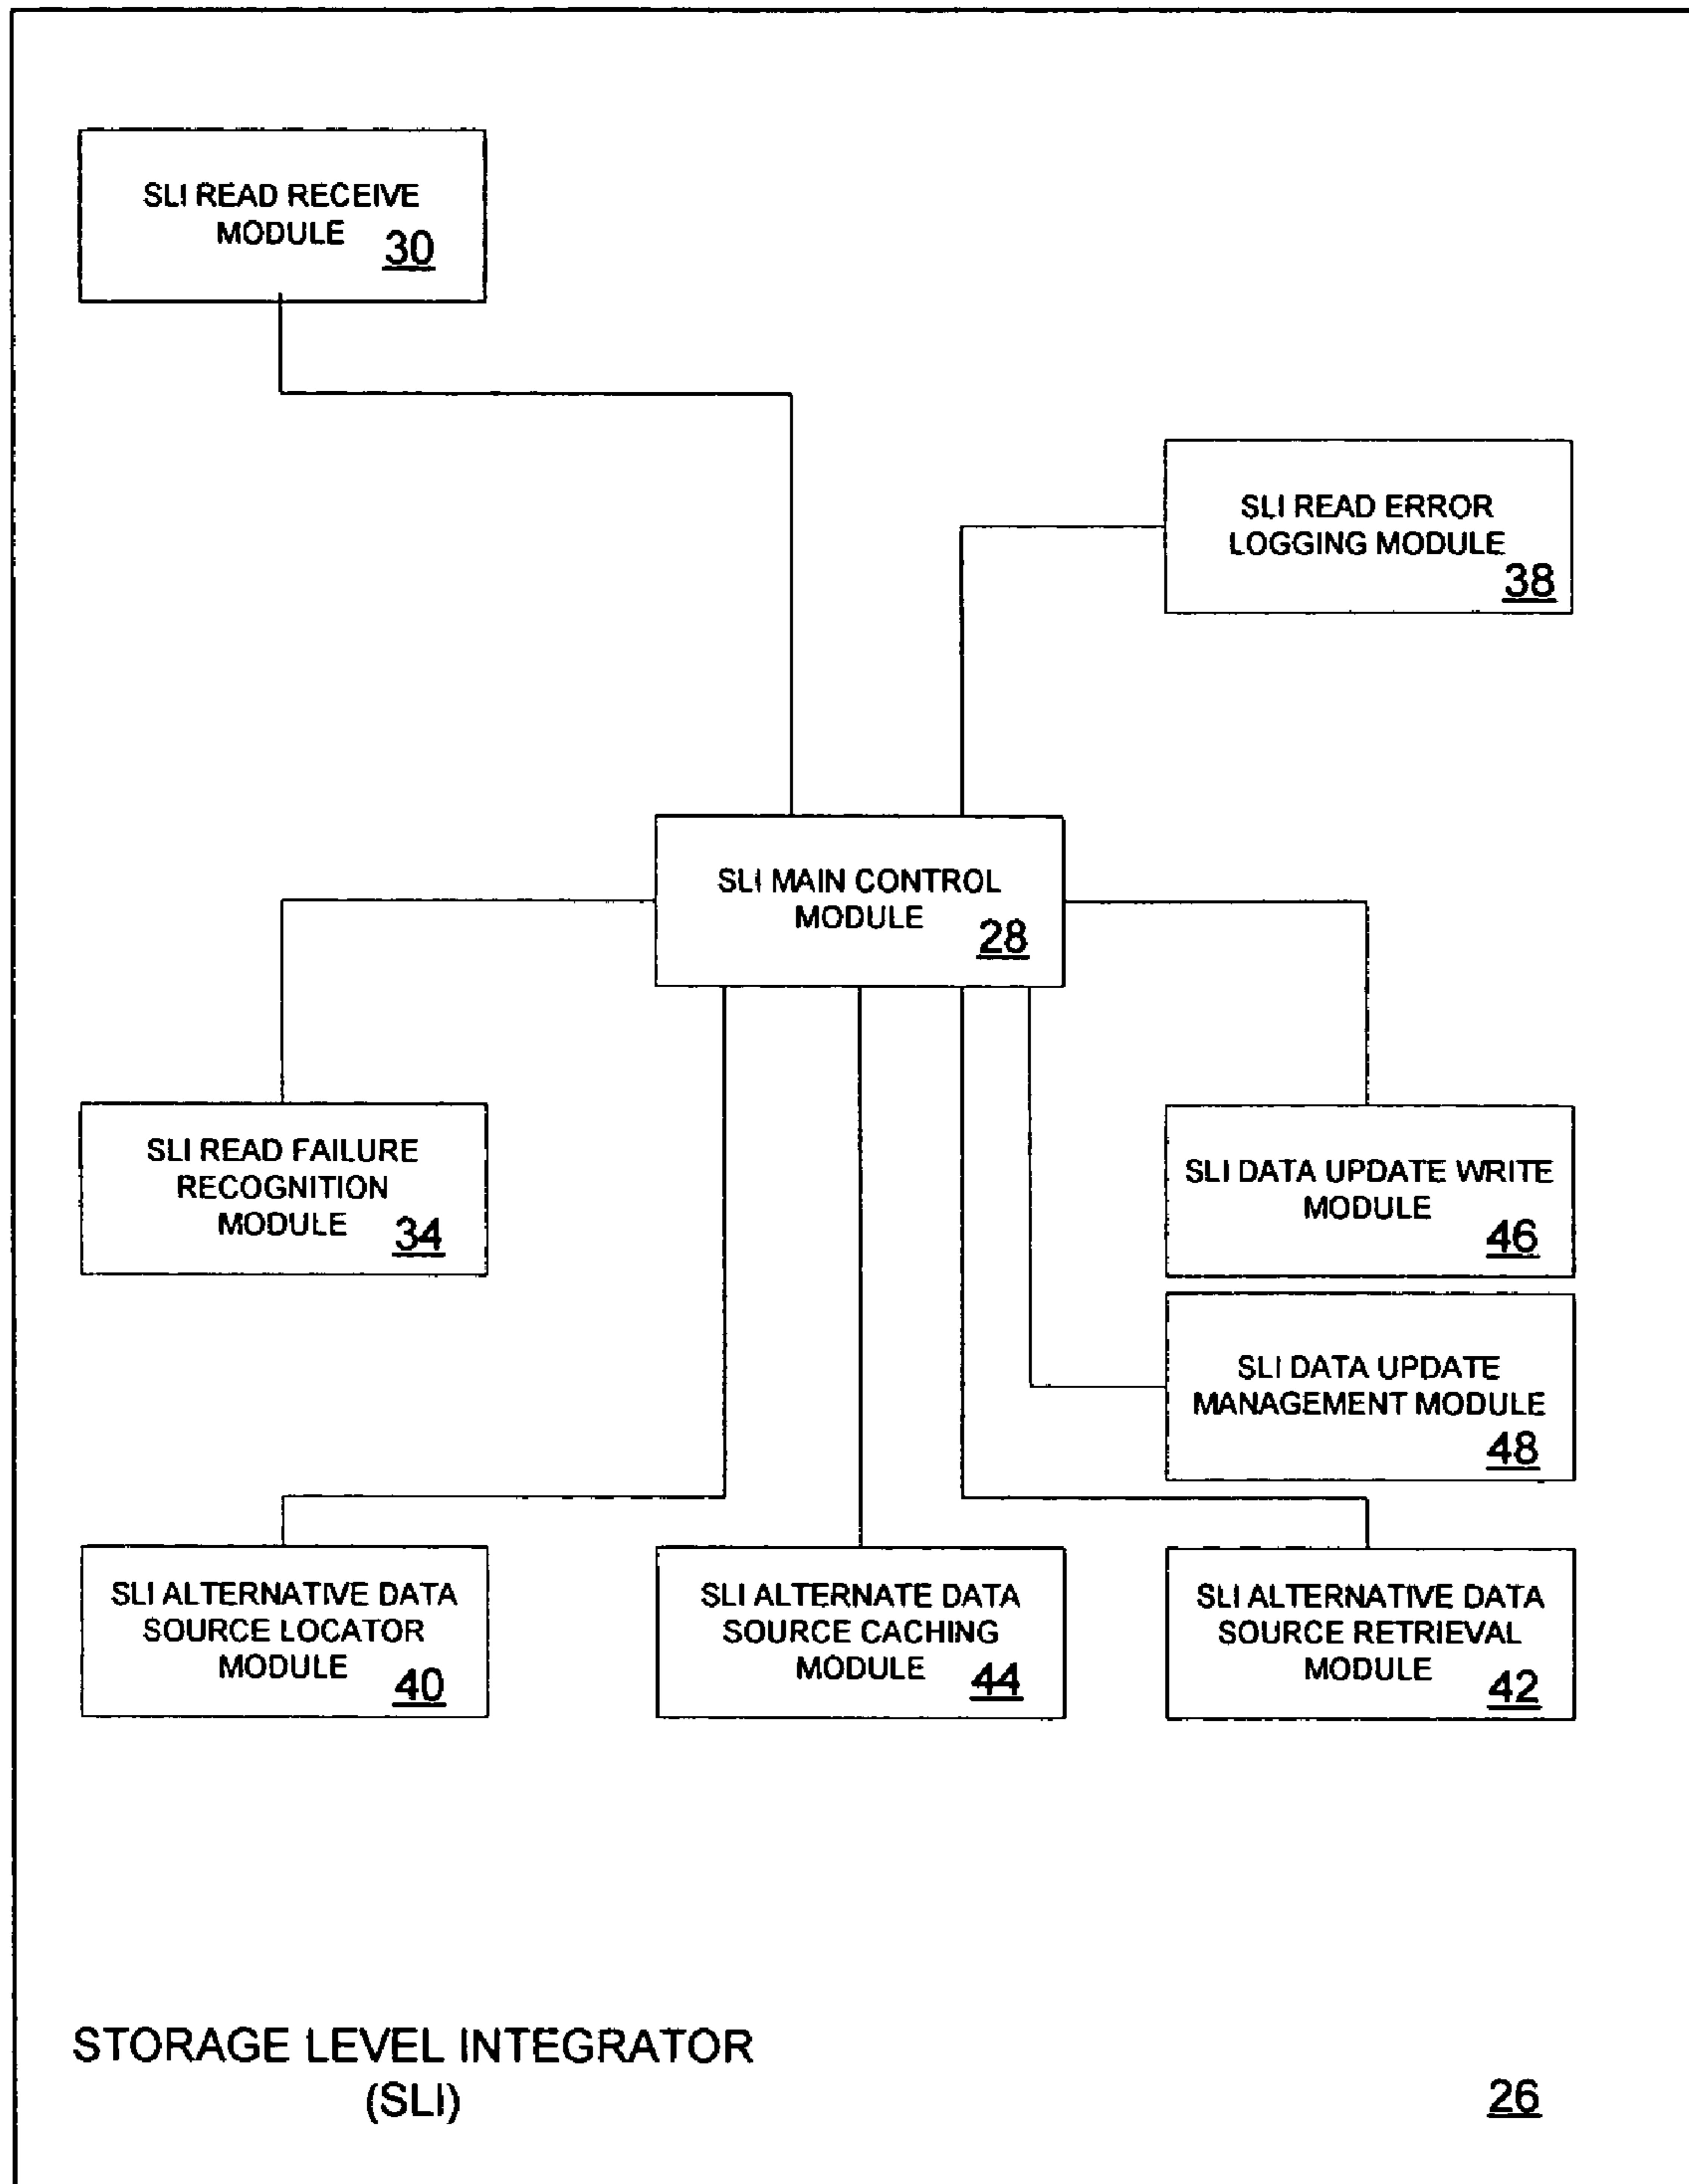 SLI READ RECEIVE
MODULE
30
SLI READ ERROR
LOGGING MODULE
38
SLI MAIN CONTROL
MODULE
28
SLI READ FAILURE
RECOGNITION
MODULE
34
SLI DATA UPDATE WRITE
MODULE
46
SLI DATA UPDATE
MANAGEMENT MODULE
48
SLI ALTERNATIVE DATA
SOURCE LOCATOR
MODULE
40
SLI ALTERNATE DATA
SOURCE CACHING
MODULE
44
SLI ALTERNATIVE DATA
SOURCE RETRIEVAL
MODULE
42
STORAGE LEVEL INTEGRATOR
(SLI)
26